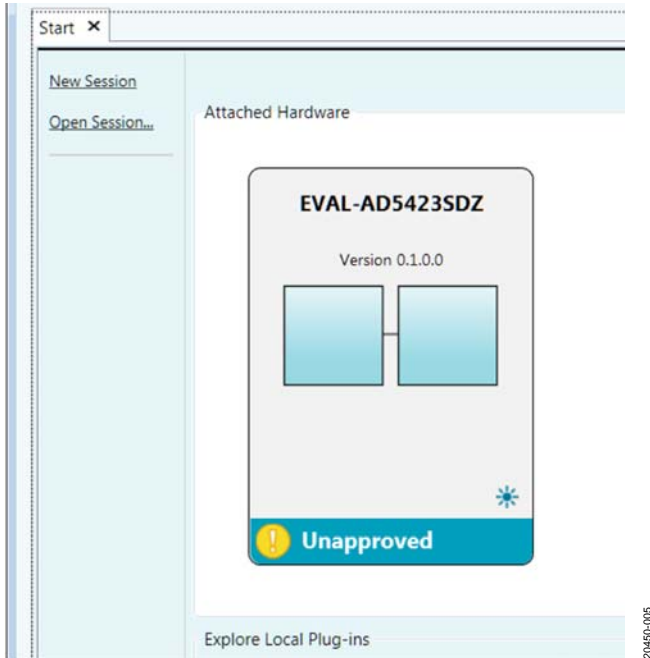 Start ×
New Session
Open Session...
Attached Hardware
EVAL-AD5423SDZ
Version 0.1.0.0
! Unapproved
Explore Local Plug-ins
20450-005